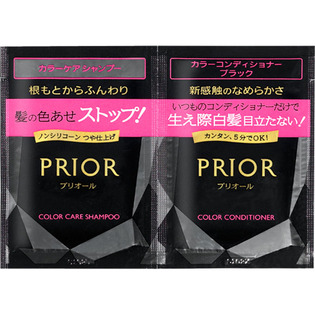 カラーケアシャンプー
根もとからふんわり
髪の色あせストップ!
ノンシリコーン つや仕上げ
PRIOR
プリオール
COLOR CARE SHAMPOO
カラーコンディショナー
ブラック
新感触のなめらかさ
いつものコンディショナーだけで
生え際白髪目立たない!
カンタン、5分でOK!
PRIOR
プリオール
COLOR CONDITIONER